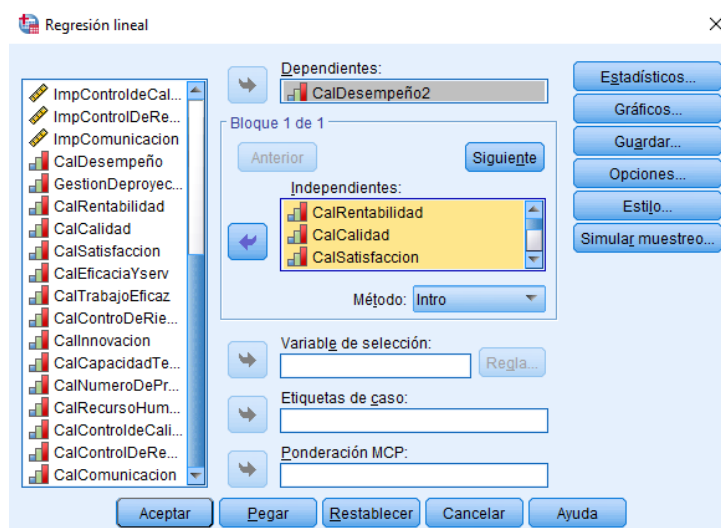 Regresión lineal
ImpControldeCal...
ImpControlDeRe...
ImpComunicacion
CalDesempeño
GestionDeproyec...
CalRentabilidad
CalCalidad
CalSatisfaccion
CalEficaciaYserv
CalTrabajoEficaz
CalControDeRie...
CalInnovacion
CalCapacidadTe...
CalNumeroDePr...
CalRecursoHum...
CalControldeCali...
CalControlDeRe...
CalComunicacion
Dependientes:
CalDesempeño2
Bloque 1 de 1
Anterior
Siguiente
Independientes:
CalRentabilidad
CalCalidad
CalSatisfaccion
Método:
Intro
Variable de selección:
Regla...
Etiquetas de caso:
Ponderación MCP:
Estadísticos...
Gráficos...
Guardar...
Opciones...
Estilo...
Simular muestreo...
Aceptar
Pegar
Restablecer
Cancelar
Ayuda